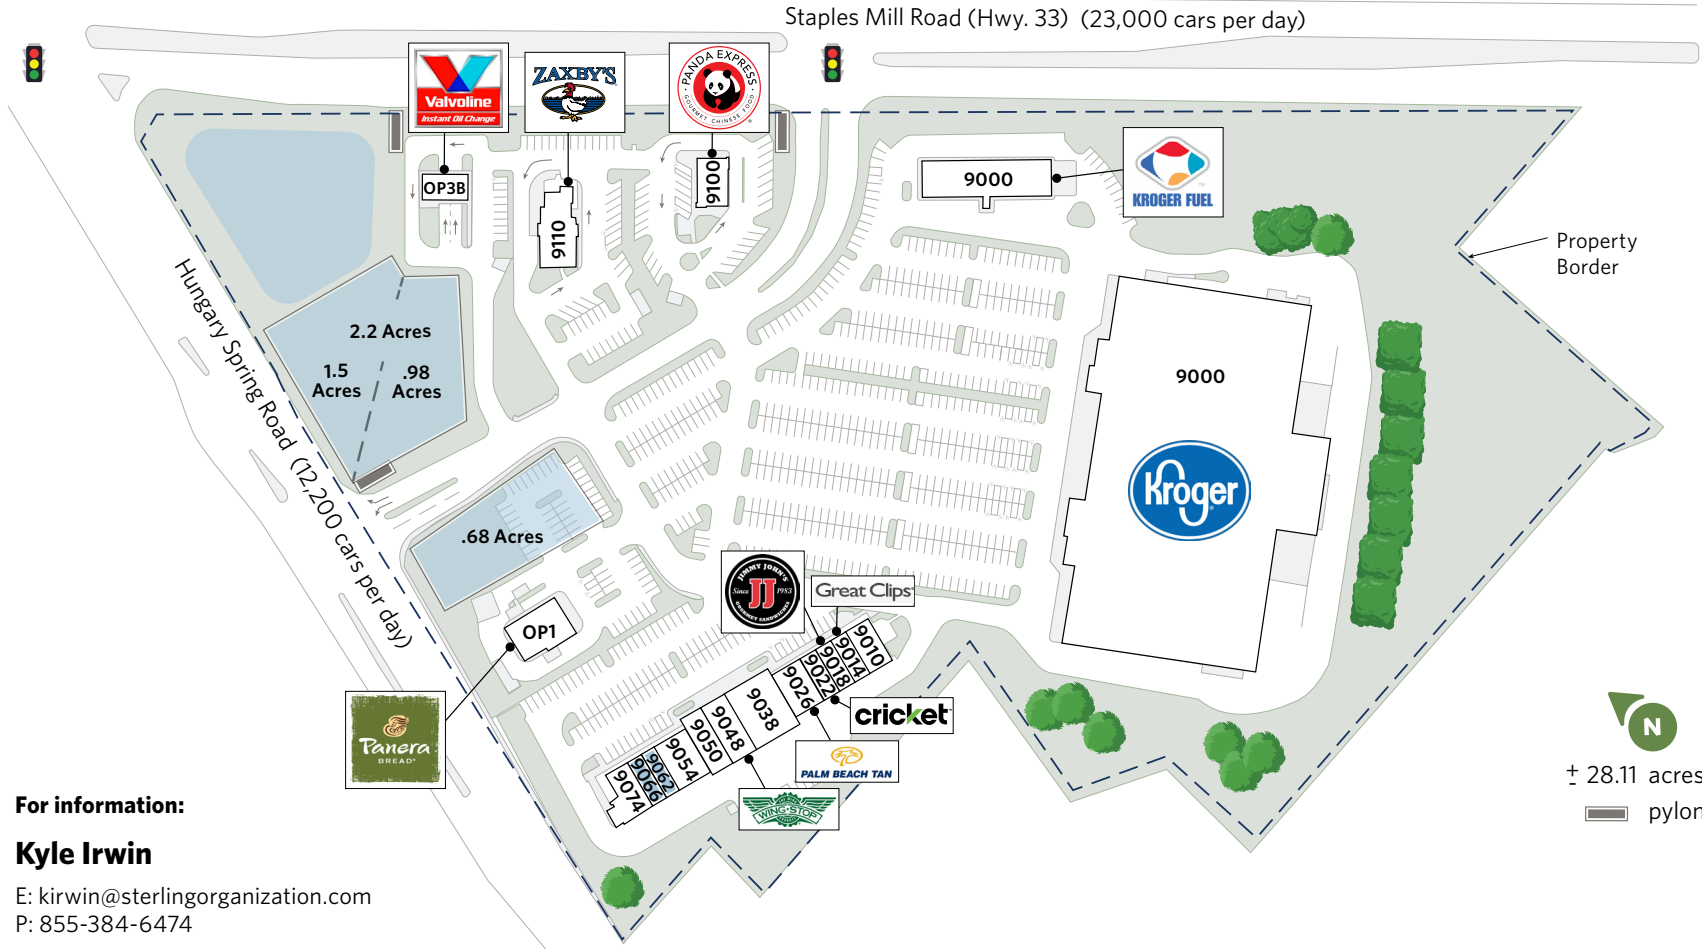 Staples Mill Road (Hwy. 33) (23,000 cars per day)
Valvoline
Instant Oil Change
ZAXBY'S
PANDA EXPRESS
GOURMET CHINESE FOOD
KROGER FUEL
OP3B
9110
9100
9000
Property
Border
Hungary Spring Road (12,200 cars per day)
2.2 Acres
1.5
Acres
.98
Acres
9000
Kroger
.68 Acres
JIMMY JOHN'S
Since 1983
JJ
GOURMET SANDWICHES
Great Clips
OP1
9010
9014
9018
9022
9026
9038
9048
9050
9054
9062
9066
9074
cricket
PALM BEACH TAN
WING-STOP
Panera
BREAD
N
± 28.11 acres
pylon
For information:
Kyle Irwin
E: kirwin@sterlingorganization.com
P: 855-384-6474